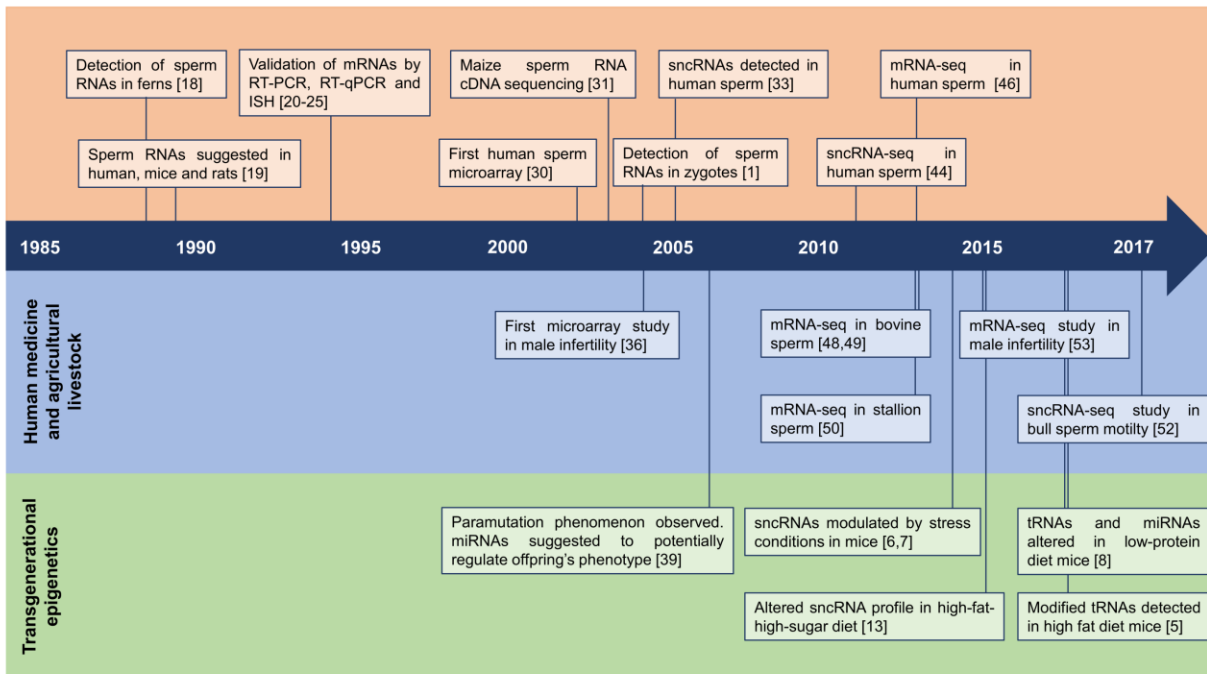 Detection of sperm
RNAs in ferns [18]
Validation of mRNAs by
RT-PCR, RT-qPCR and
ISH [20-25]
Maize sperm RNA
cDNA sequencing [31]
sncRNAs detected in
human sperm [33]
mRNA-seq in
human sperm [46]
Sperm RNAs suggested in
human, mice and rats [19]
First human sperm
microarray [30]
Detection of sperm
RNAs in zygotes [1]
sncRNA-seq in
human sperm [44]
1985 1990 1995 2000 2005 2010 2015 2017
Human medicine
and agricultural
livestock
First microarray study
in male infertility [36]
mRNA-seq in bovine
sperm [48,49]
mRNA-seq study in
male infertility [53]
mRNA-seq in stallion
sperm [50]
sncRNA-seq study in
bull sperm motilty [52]
Transgenerational
epigenetics
Paramutation phenomenon observed.
miRNAs suggested to potentially
regulate offpring's phenotype [39]
sncRNAs modulated by stress
conditions in mice [6,7]
tRNAs and miRNAs
altered in low-protein
diet mice [8]
Altered sncRNA profile in high-fat-
high-sugar diet [13]
Modified tRNAs detected
in high fat diet mice [5]